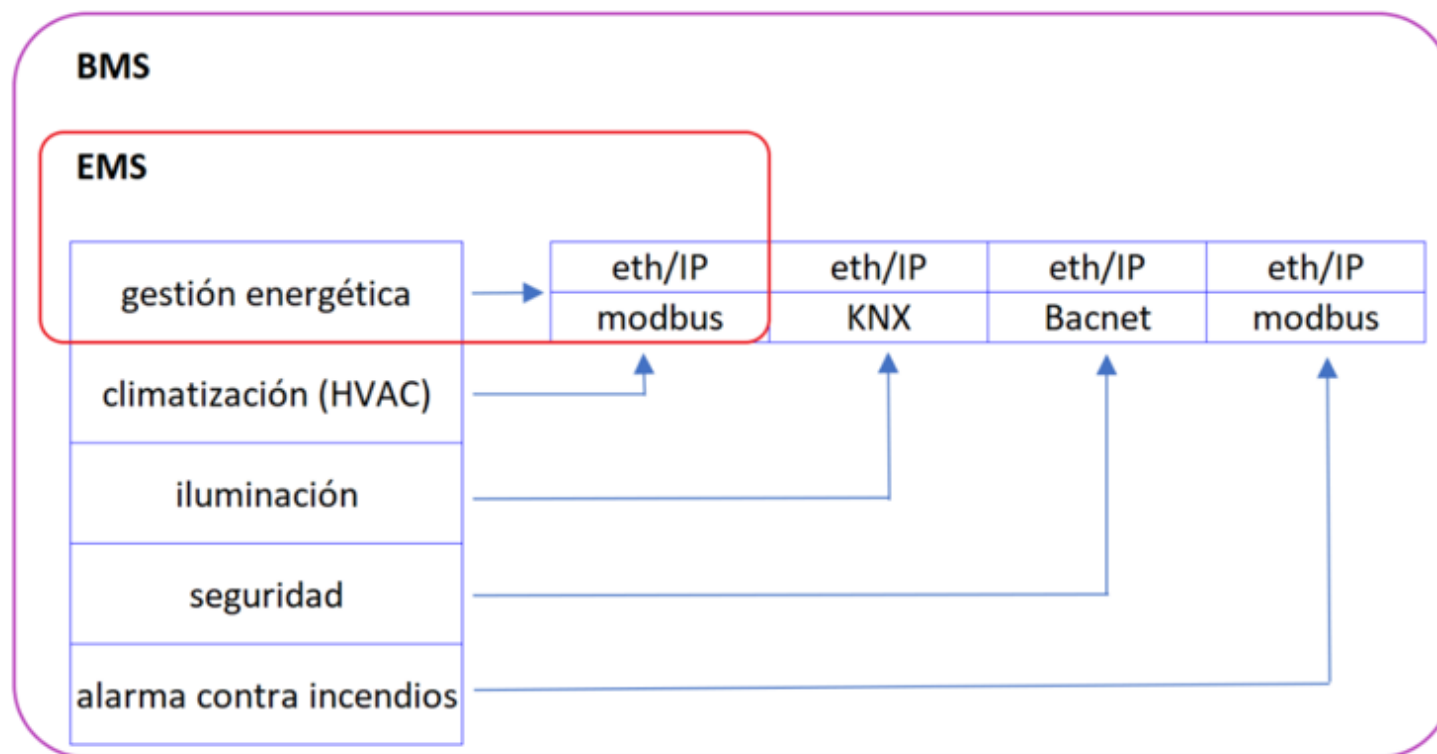 BMS
EMS
gestión energética
eth/IP eth/IP eth/IP eth/IP
modbus KNX Bacnet modbus
climatización (HVAC)
iluminación
seguridad
alarma contra incendios